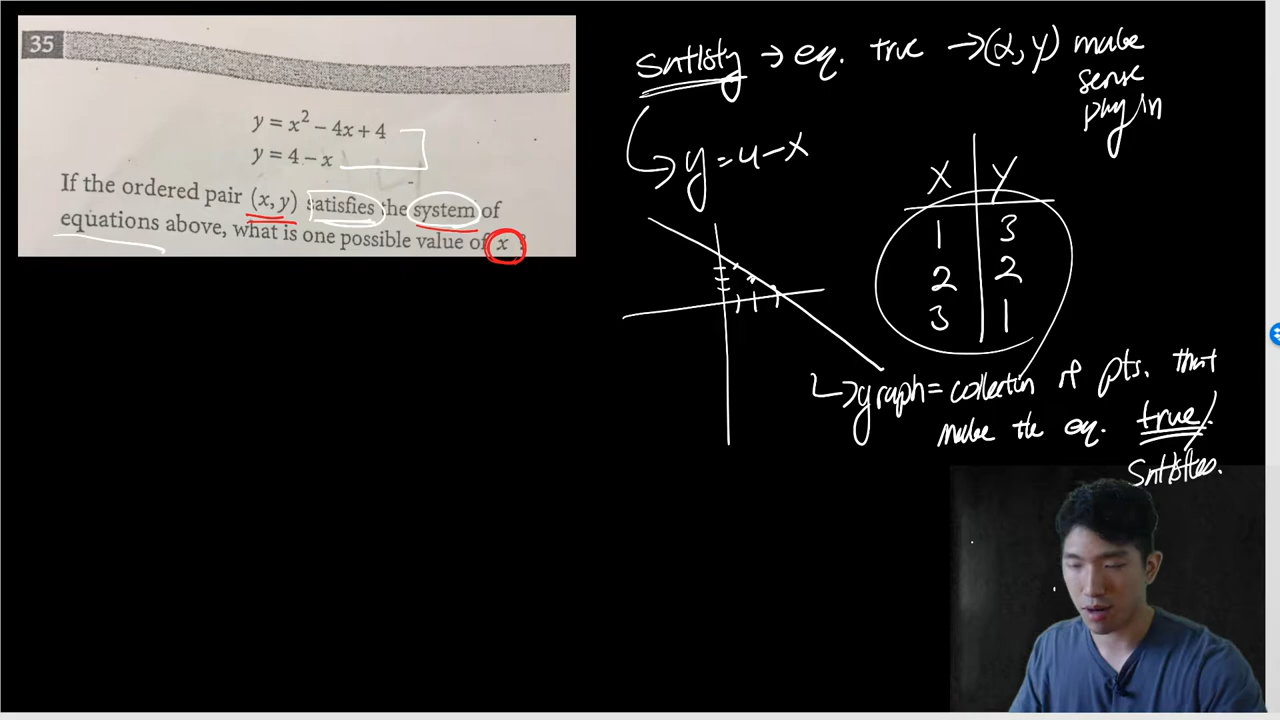 35
y = x² − 4x + 4
y = 4 − x
If the ordered pair (x, y) satisfies the system of
equations above, what is one possible value of x ?
satisfy → eq. true → (x, y) make
sense
plug in
y = 4 − x
X Y
1 3
2 2
3 1
graph = collection of pts. that
make the eq. true.
Satisfies.